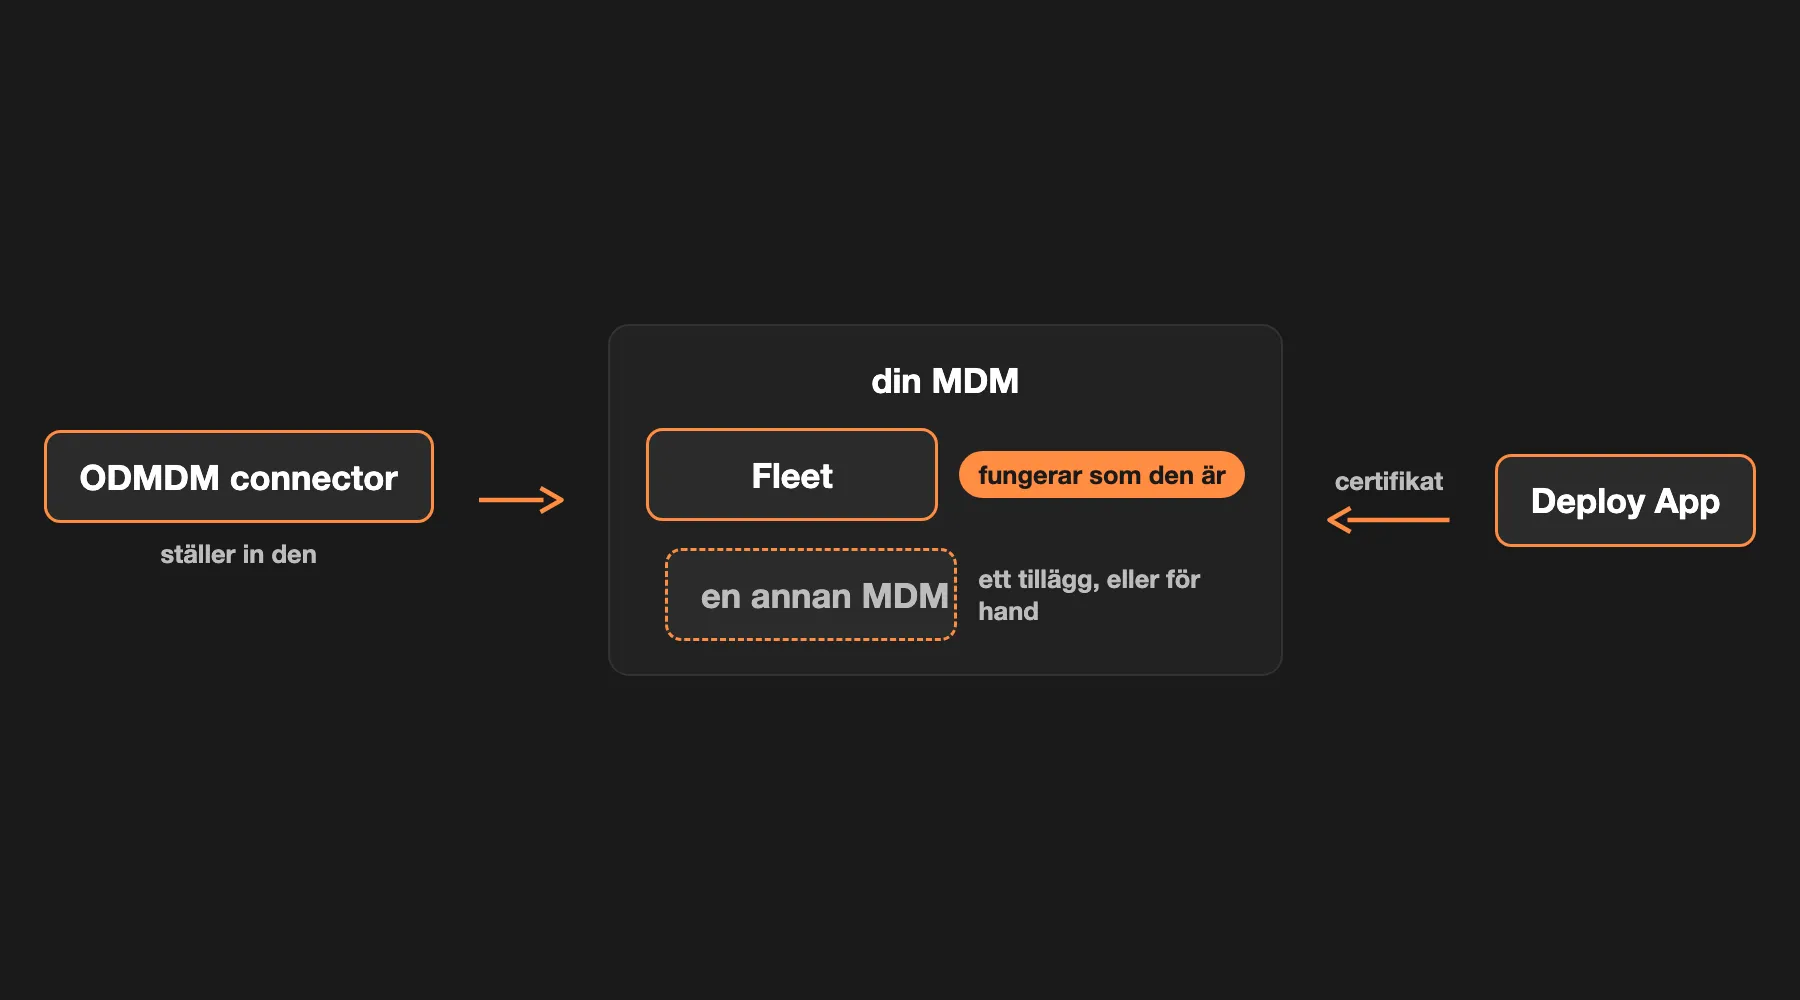 ODMDM connector
ställer in den
din MDM
Fleet
fungerar som den är
en annan MDM
ett tillägg, eller för
hand
certifikat
Deploy App